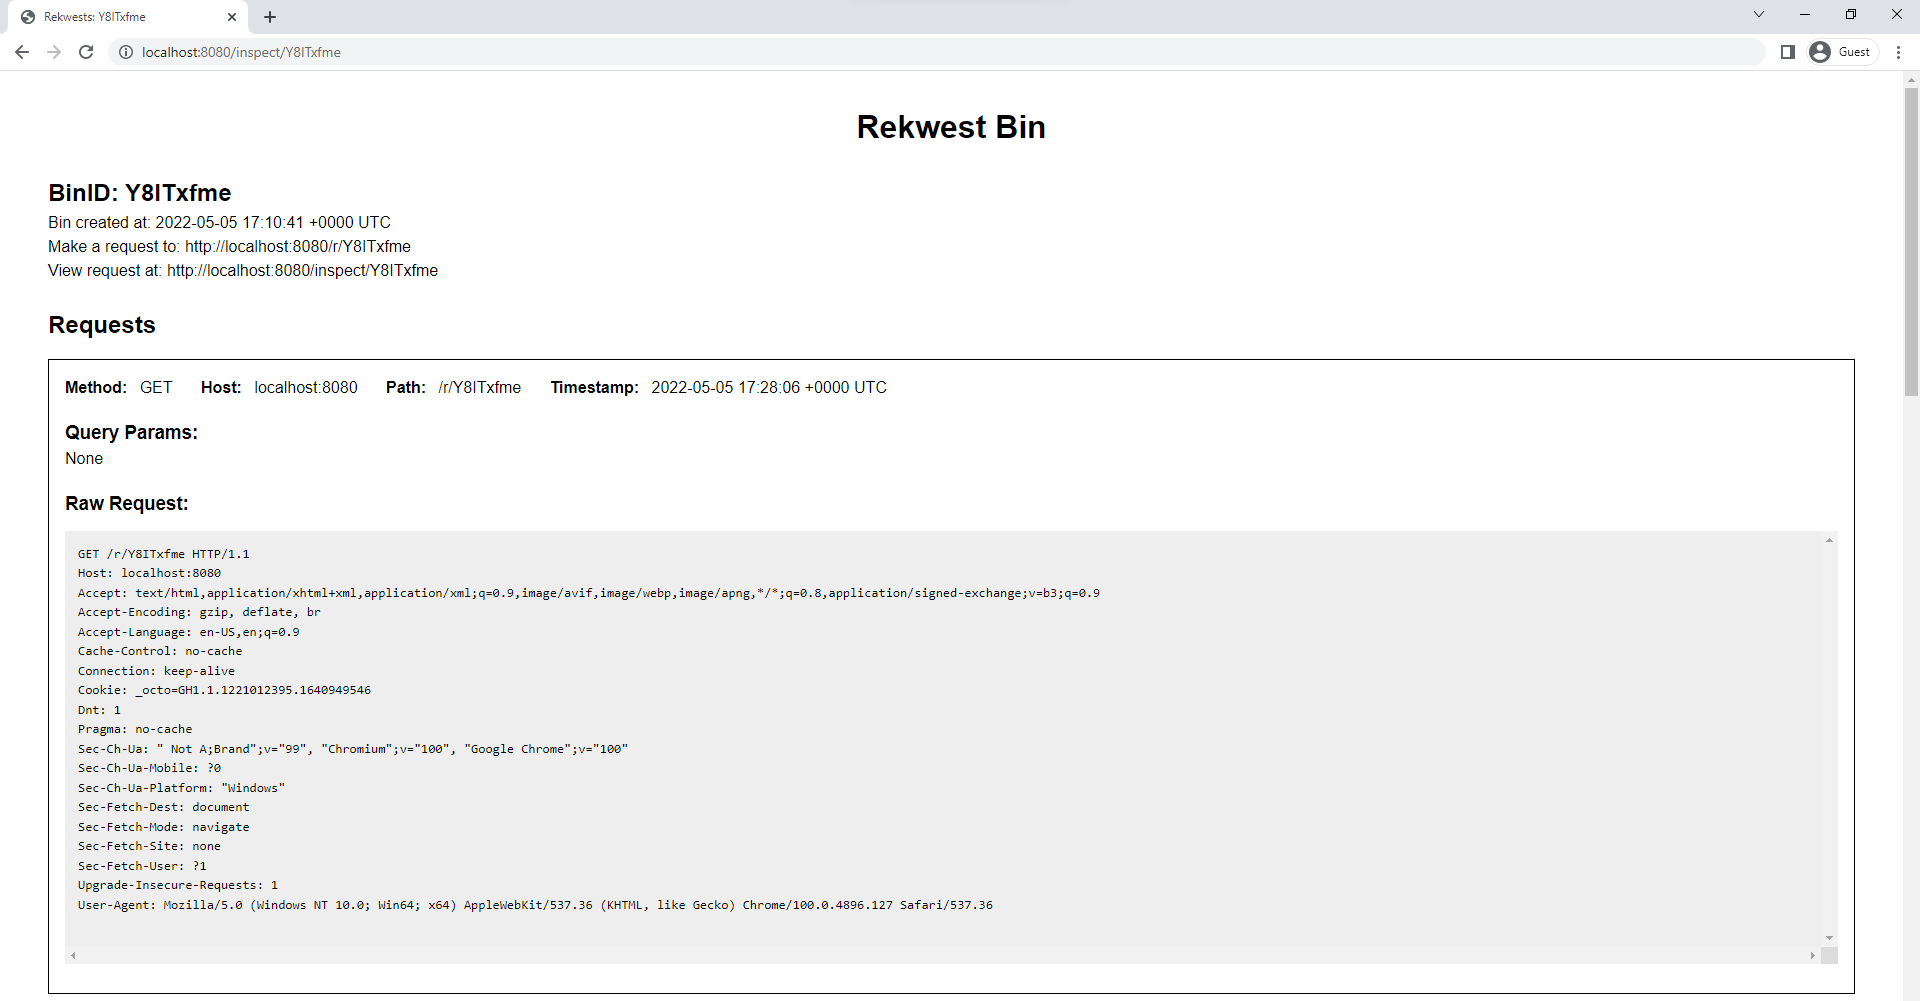 Rekwests: Y8ITxfme
localhost:8080/inspect/Y8ITxfme
Guest
Rekwest Bin
BinID: Y8ITxfme
Bin created at: 2022-05-05 17:10:41 +0000 UTC
Make a request to: http://localhost:8080/r/Y8ITxfme
View request at: http://localhost:8080/inspect/Y8ITxfme
Requests
Method: GET Host: localhost:8080 Path: /r/Y8ITxfme Timestamp: 2022-05-05 17:28:06 +0000 UTC
Query Params:
None
Raw Request:
GET /r/Y8ITxfme HTTP/1.1
Host: localhost:8080
Accept: text/html,application/xhtml+xml,application/xml;q=0.9,image/avif,image/webp,image/apng,*/*;q=0.8,application/signed-exchange;v=b3;q=0.9
Accept-Encoding: gzip, deflate, br
Accept-Language: en-US,en;q=0.9
Cache-Control: no-cache
Connection: keep-alive
Cookie: _octo=GH1.1.1221012395.1640949546
Dnt: 1
Pragma: no-cache
Sec-Ch-Ua: " Not A;Brand";v="99", "Chromium";v="100", "Google Chrome";v="100"
Sec-Ch-Ua-Mobile: ?0
Sec-Ch-Ua-Platform: "Windows"
Sec-Fetch-Dest: document
Sec-Fetch-Mode: navigate
Sec-Fetch-Site: none
Sec-Fetch-User: ?1
Upgrade-Insecure-Requests: 1
User-Agent: Mozilla/5.0 (Windows NT 10.0; Win64; x64) AppleWebKit/537.36 (KHTML, like Gecko) Chrome/100.0.4896.127 Safari/537.36